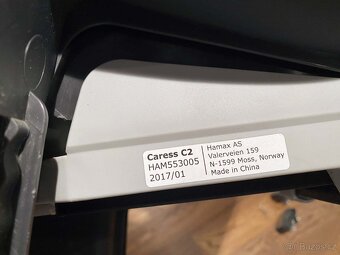 Caress C2
HAM553005
2017/01
Hamax AS
Valerveien 159
N-1599 Moss, Norway
Made in China